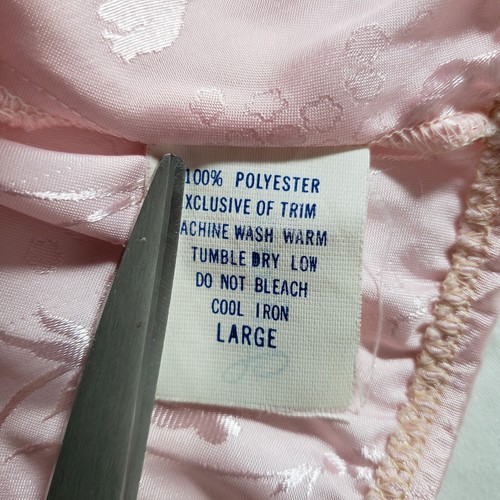 100% POLYESTER
XCLUSIVE OF TRIM
ACHINE WASH WARM
TUMBLE DRY LOW
DO NOT BLEACH
COOL IRON
LARGE